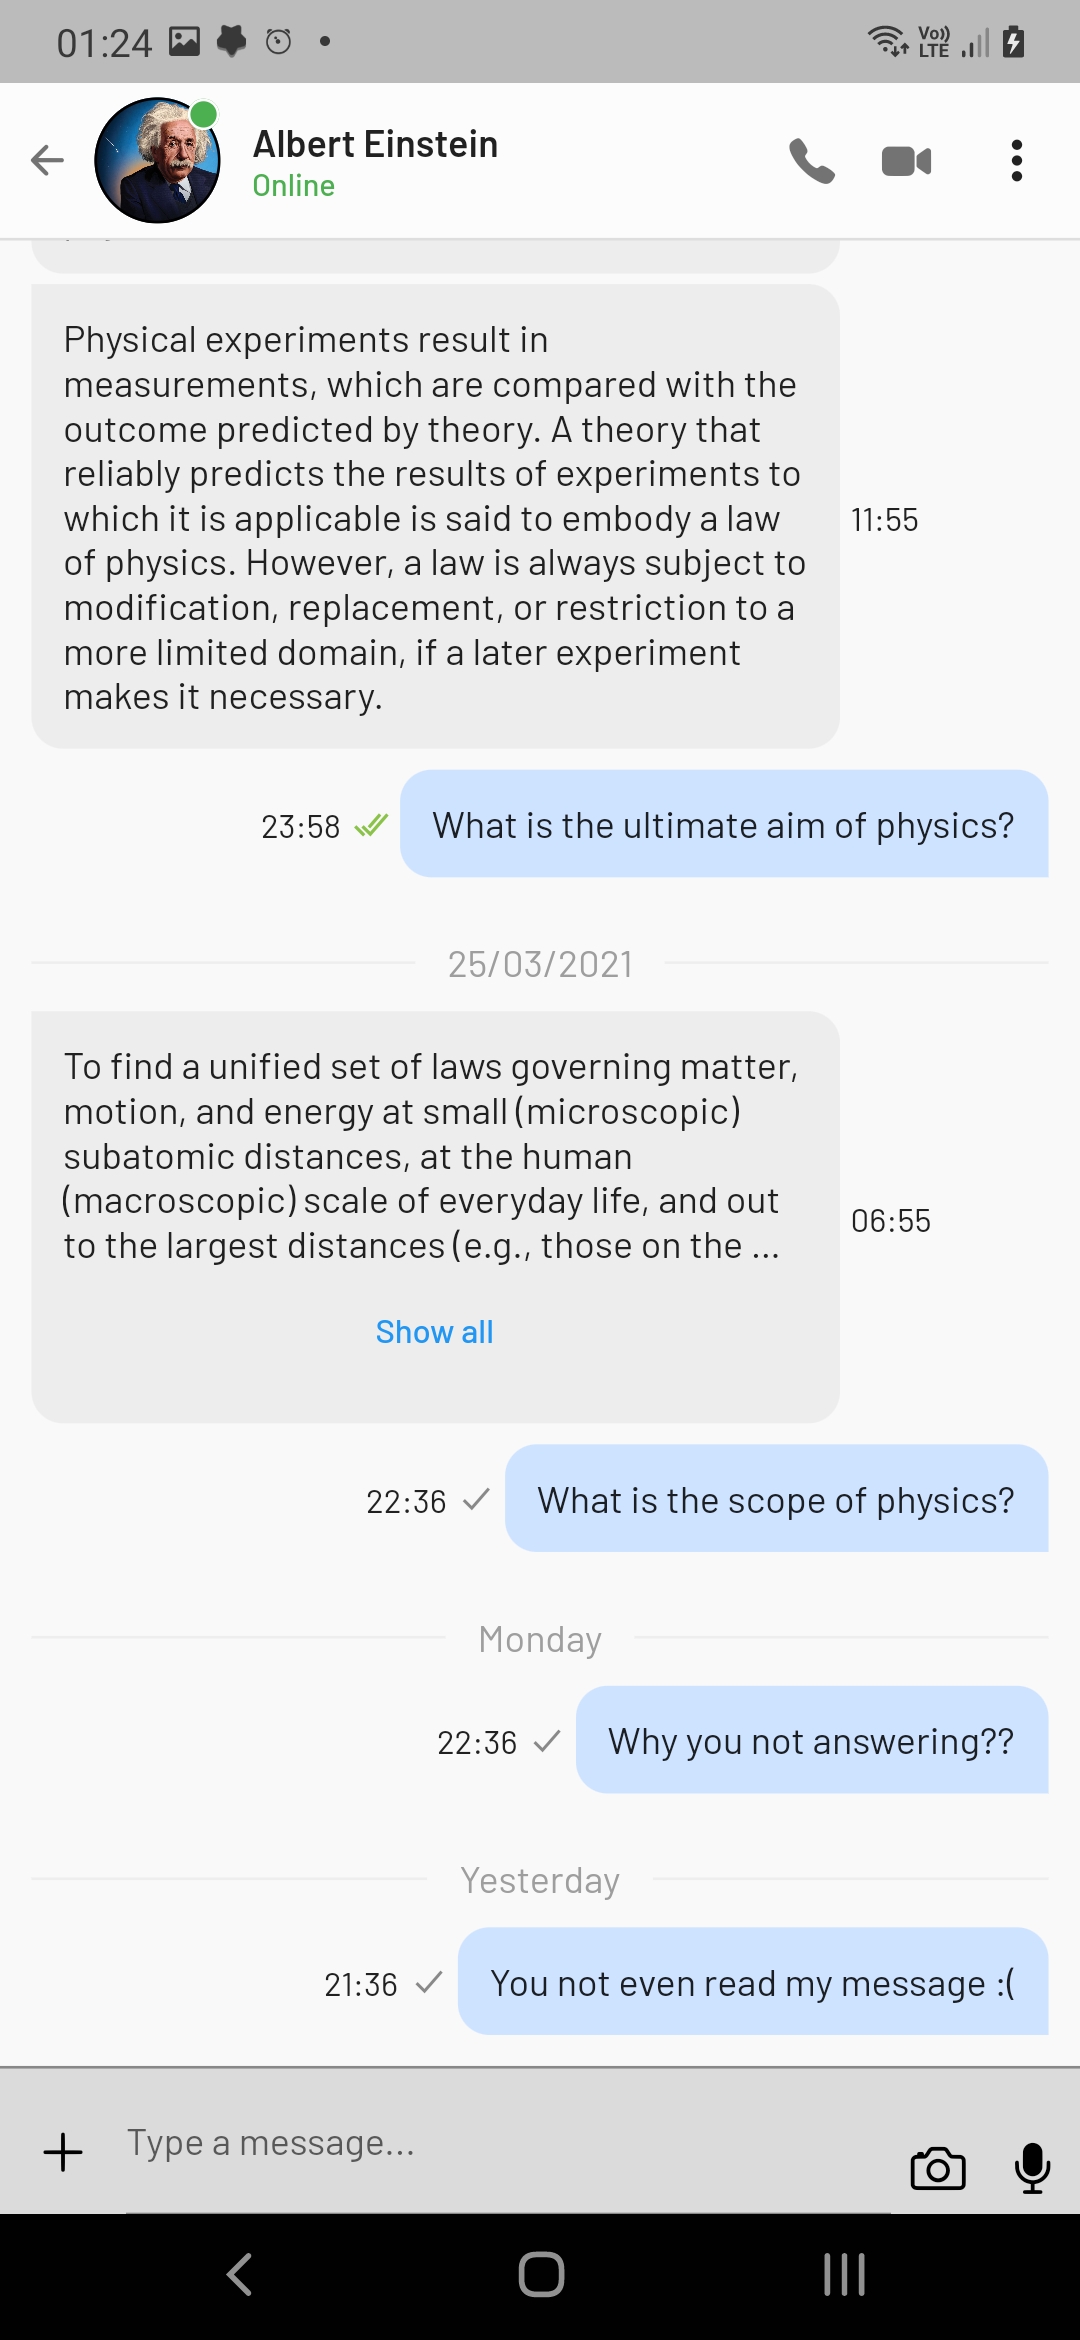 01:24
Vo))
LTE
Albert Einstein
Online
Physical experiments result in
measurements, which are compared with the
outcome predicted by theory. A theory that
reliably predicts the results of experiments to
which it is applicable is said to embody a law
of physics. However, a law is always subject to
modification, replacement, or restriction to a
more limited domain, if a later experiment
makes it necessary.
11:55
23:58
What is the ultimate aim of physics?
25/03/2021
To find a unified set of laws governing matter,
motion, and energy at small (microscopic)
subatomic distances, at the human
(macroscopic) scale of everyday life, and out
to the largest distances (e.g., those on the ...
06:55
Show all
22:36
What is the scope of physics?
Monday
22:36
Why you not answering??
Yesterday
21:36
You not even read my message :(
Type a message...